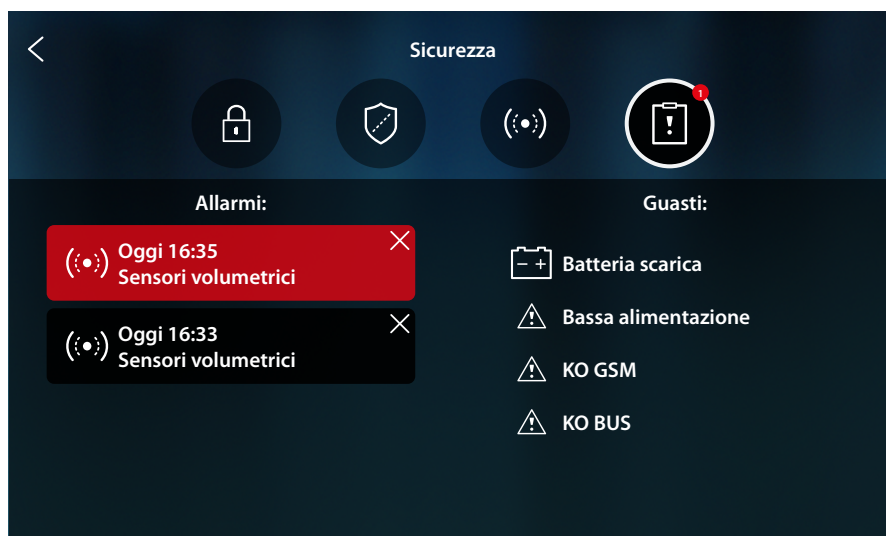 Sicurezza
1
Allarmi:
Oggi 16:35
Sensori volumetrici
Oggi 16:33
Sensori volumetrici
Guasti:
Batteria scarica
Bassa alimentazione
KO GSM
KO BUS